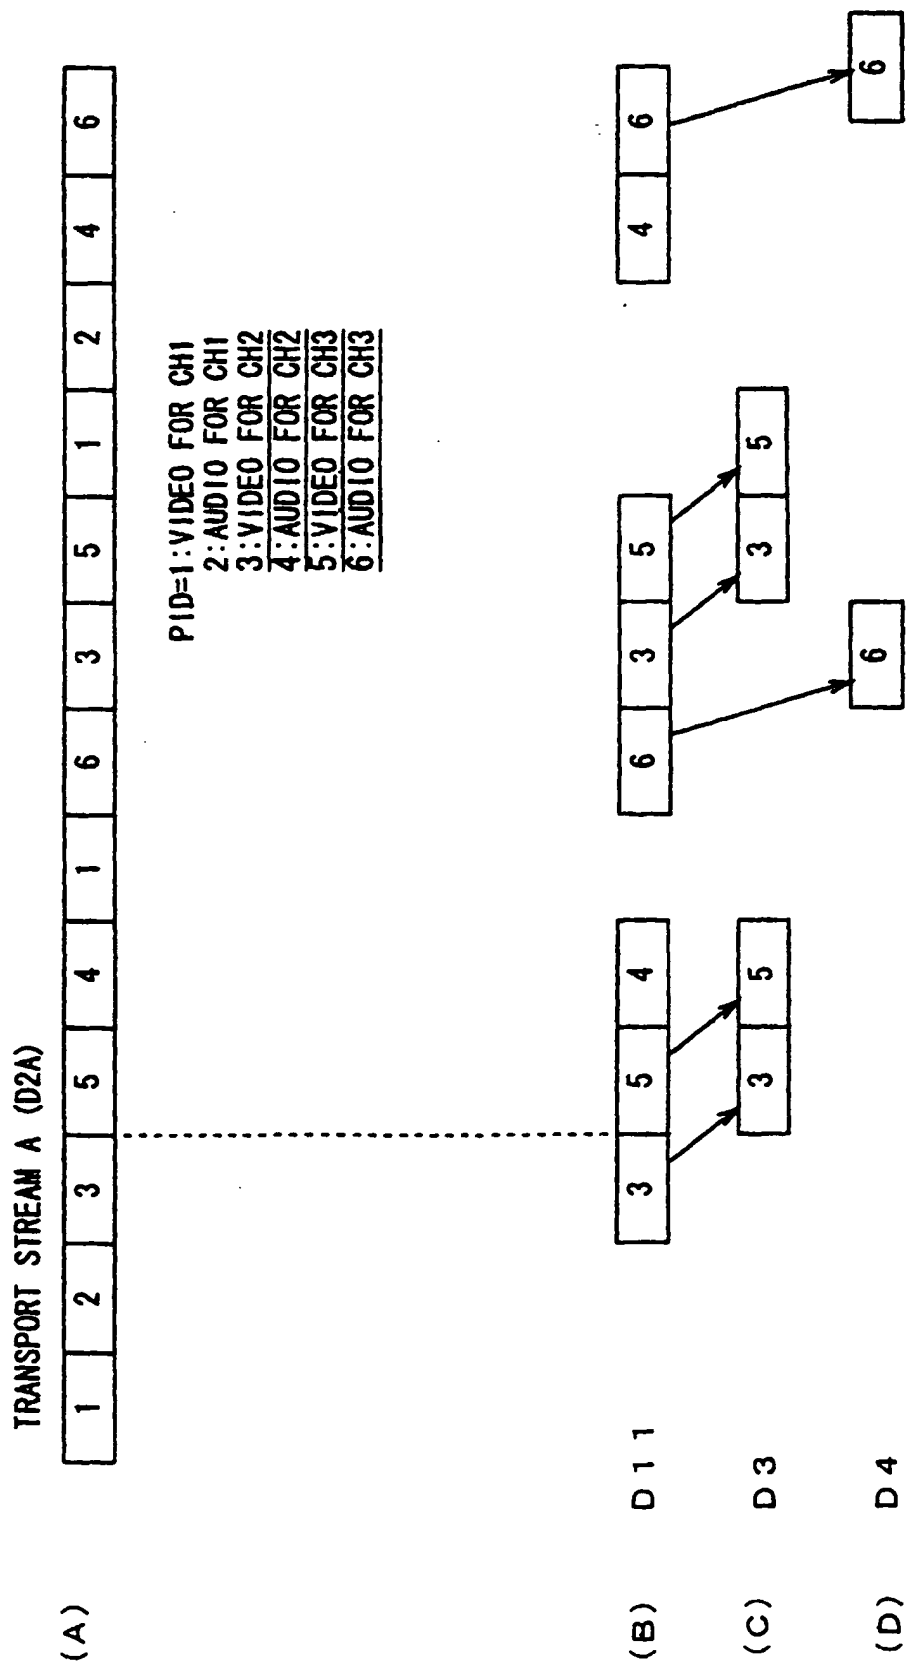 TRANSPORT STREAM A (D2A)
(A) 1 2 3 5 4 1 6 3 5 1 2 4 6
PID=1:VIDEO FOR CH1
2:AUDIO FOR CH1
3:VIDEO FOR CH2
4:AUDIO FOR CH2
5:VIDEO FOR CH3
6:AUDIO FOR CH3
(B) D11 3 5 4 6 3 5 4 6
(C) D3 3 5 3 5
(D) D4 6 6